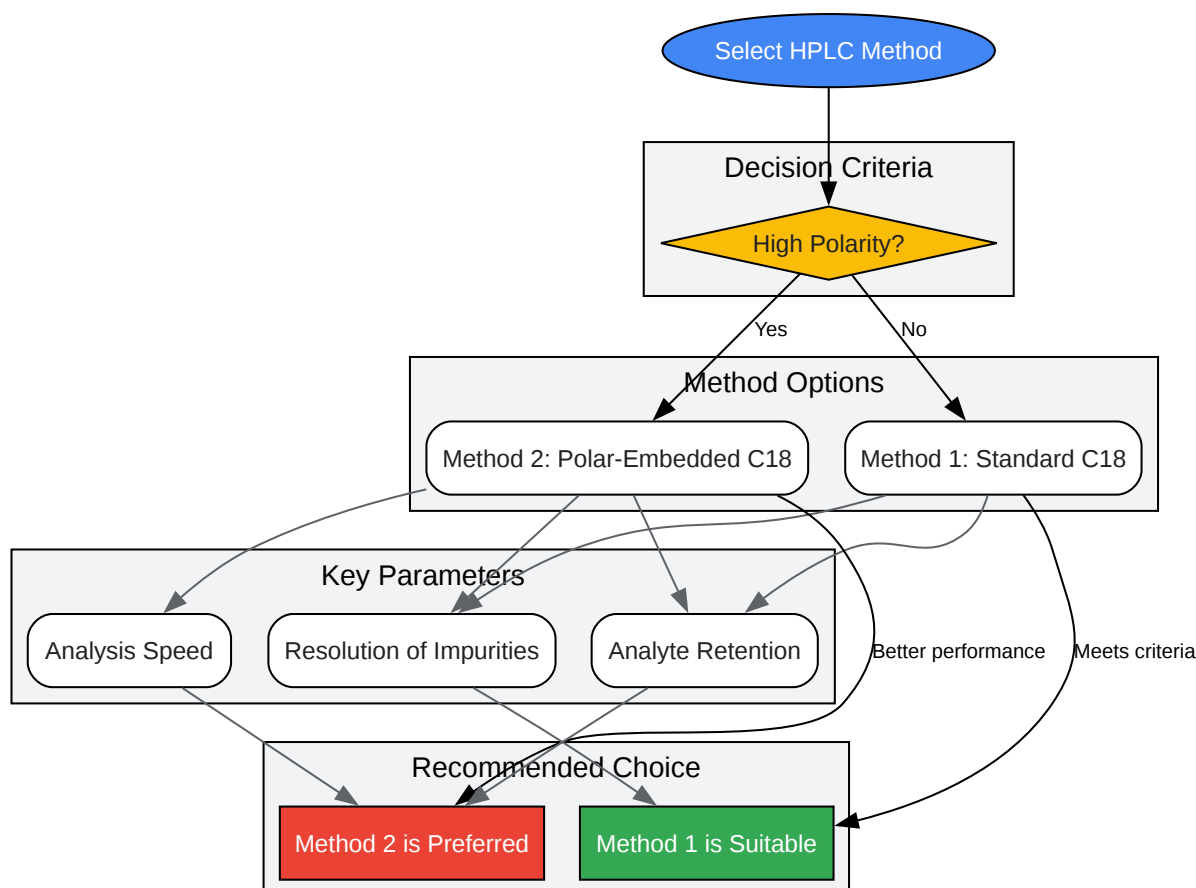 Select HPLC Method
Decision Criteria
High Polarity?
Yes
No
Method Options
Method 2: Polar-Embedded C18
Method 1: Standard C18
Key Parameters
Analysis Speed
Resolution of Impurities
Analyte Retention
Better performance
Meets criteria
Recommended Choice
Method 2 is Preferred
Method 1 is Suitable